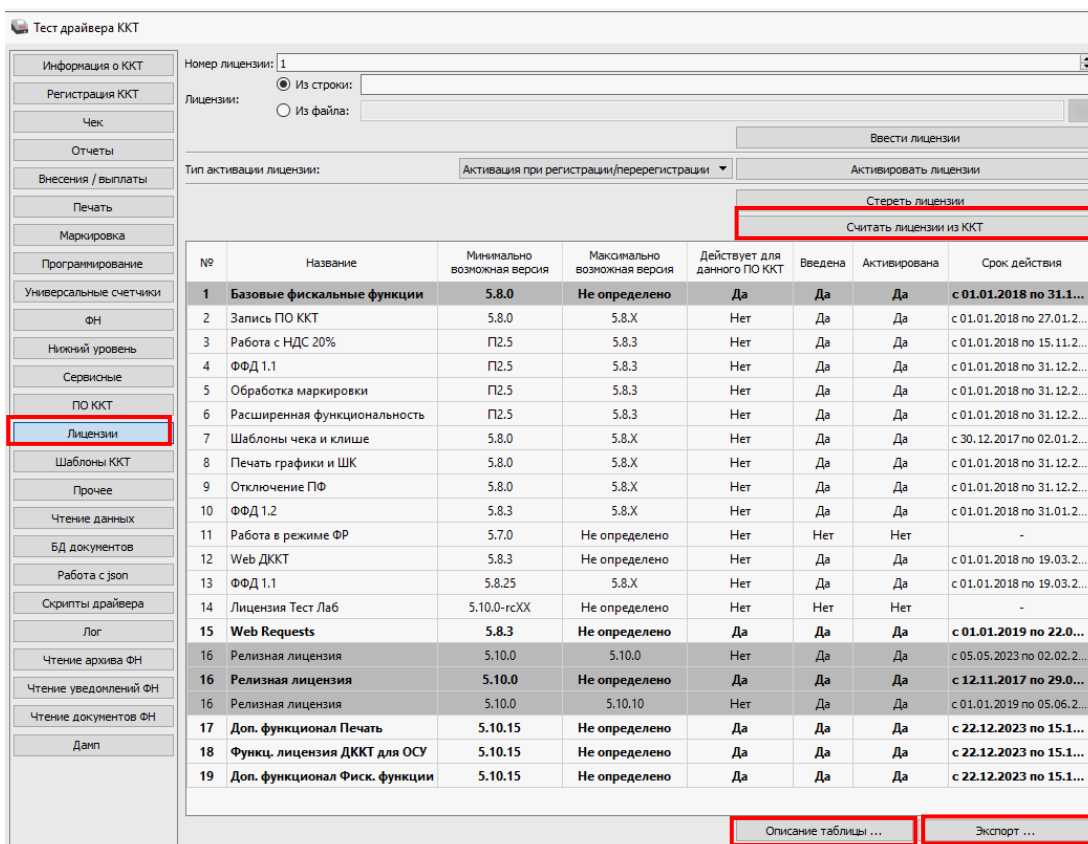 Тест драйвера ККТ
Информация о ККТ
Регистрация ККТ
Чек
Отчеты
Внесения / выплаты
Печать
Маркировка
Программирование
Универсальные счетчики
ФН
Нижний уровень
Сервисные
ПО ККТ
Лицензии
Шаблоны ККТ
Прочее
Чтение данных
БД документов
Работа с json
Скрипты драйвера
Лог
Чтение архива ФН
Чтение уведомлений ФН
Чтение документов ФН
Дамп
Номер лицензии: 1
Лицензии:
Из строки:
Из файла:
Ввести лицензии
Тип активации лицензии: Активация при регистрации/перерегистрации Активировать лицензии
Стереть лицензии
Считать лицензии из ККТ
№ Название Минимально возможная версия Максимально возможная версия Действует для данного ПО ККТ Введена Активирована Срок действия
1 Базовые фискальные функции 5.8.0 Не определено Да Да Да с 01.01.2018 по 31.1...
2 Запись ПО ККТ 5.8.0 5.8.X Нет Да Да с 01.01.2018 по 27.01.2...
3 Работа с НДС 20% П2.5 5.8.3 Нет Да Да с 01.01.2018 по 15.11.2...
4 ФФД 1.1 П2.5 5.8.3 Нет Да Да с 01.01.2018 по 31.12.2...
5 Обработка маркировки П2.5 5.8.3 Нет Да Да с 01.01.2018 по 31.12.2...
6 Расширенная функциональность П2.5 5.8.3 Нет Да Да с 01.01.2018 по 31.12.2...
7 Шаблоны чека и клише 5.8.0 5.8.X Нет Да Да с 30.12.2017 по 02.01.2...
8 Печать графики и ШК 5.8.0 5.8.X Нет Да Да с 01.01.2018 по 31.12.2...
9 Отключение ПФ 5.8.0 5.8.X Нет Да Да с 01.01.2018 по 31.12.2...
10 ФФД 1.2 5.8.3 5.8.X Нет Да Да с 01.01.2018 по 31.01.2...
11 Работа в режиме ФР 5.7.0 Не определено Нет Нет Нет -
12 Web ДККТ 5.8.3 Не определено Нет Да Да с 01.01.2018 по 19.03.2...
13 ФФД 1.1 5.8.25 5.8.X Нет Да Да с 01.01.2018 по 19.03.2...
14 Лицензия Тест Лаб 5.10.0-rcXX Не определено Нет Нет Нет -
15 Web Requests 5.8.3 Не определено Да Да Да с 01.01.2019 по 22.0...
16 Релизная лицензия 5.10.0 5.10.0 Нет Да Да с 05.05.2023 по 02.02.2...
16 Релизная лицензия 5.10.0 Не определено Да Да Да с 12.11.2017 по 29.0...
16 Релизная лицензия 5.10.0 5.10.10 Нет Да Да с 01.01.2019 по 05.06.2...
17 Доп. функционал Печать 5.10.15 Не определено Да Да Да с 22.12.2023 по 15.1...
18 Функц. лицензия ДККТ для ОСУ 5.10.15 Не определено Да Да Да с 22.12.2023 по 15.1...
19 Доп. функционал Фиск. функции 5.10.15 Не определено Да Да Да с 22.12.2023 по 15.1...
Описание таблицы ... Экспорт ...